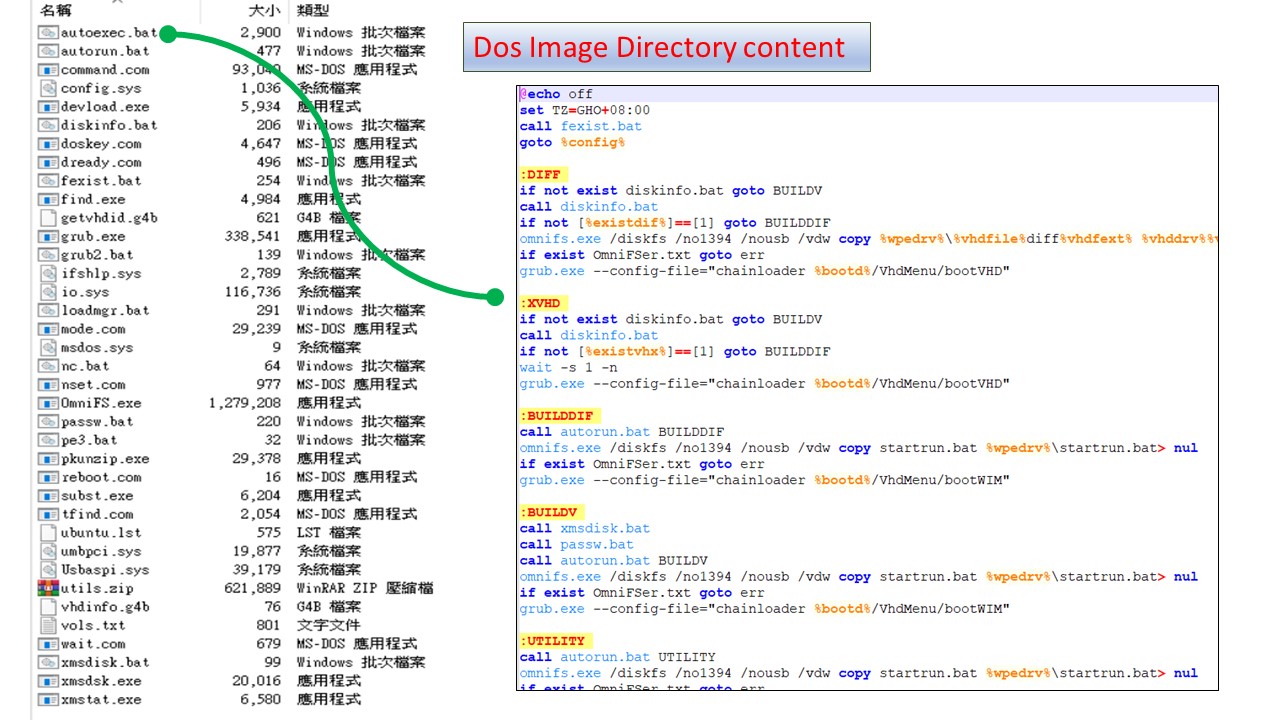 名稱 大小 類型
autoexec.bat 2,900 Windows 批次檔案
autorun.bat 477 Windows 批次檔案
command.com 93,040 MS-DOS 應用程式
config.sys 1,036 系統檔案
devload.exe 5,934 應用程式
diskinfo.bat 206 Windows 批次檔案
doskey.com 4,647 MS-DOS 應用程式
dready.com 496 MS-DOS 應用程式
fexist.bat 254 Windows 批次檔案
find.exe 4,984 應用程式
getvhdid.g4b 621 G4B 檔案
grub.exe 338,541 應用程式
grub2.bat 139 Windows 批次檔案
ifshlp.sys 2,789 系統檔案
io.sys 116,736 系統檔案
loadmgr.bat 291 Windows 批次檔案
mode.com 29,239 MS-DOS 應用程式
msdos.sys 9 系統檔案
nc.bat 64 Windows 批次檔案
nset.com 977 MS-DOS 應用程式
OmniFS.exe 1,279,208 應用程式
passw.bat 220 Windows 批次檔案
pe3.bat 32 Windows 批次檔案
pkunzip.exe 29,378 應用程式
reboot.com 16 MS-DOS 應用程式
subst.exe 6,204 應用程式
tfind.com 2,054 MS-DOS 應用程式
ubuntu.lst 575 LST 檔案
umbpci.sys 19,877 系統檔案
Usbaspi.sys 39,179 系統檔案
utils.zip 621,889 WinRAR ZIP 壓縮檔
vhdinfo.g4b 76 G4B 檔案
vols.txt 801 文字文件
wait.com 679 MS-DOS 應用程式
xmsdisk.bat 99 Windows 批次檔案
xmsdsk.exe 20,016 應用程式
xmstat.exe 6,580 應用程式
Dos Image Directory content
@echo off
set TZ=GHO+08:00
call fexist.bat
goto %config%
:DIFF
if not exist diskinfo.bat goto BUILDV
call diskinfo.bat
if not [%existdif%]==[1] goto BUILDDIF
omnifs.exe /diskfs /no1394 /nousb /vdw copy %wpedrv%\%vhdfile%diff%vhdfext% %vhddrv%%
if exist OmniFSer.txt goto err
grub.exe --config-file="chainloader %bootd%/VhdMenu/bootVHD"
:XVHD
if not exist diskinfo.bat goto BUILDV
call diskinfo.bat
if not [%existvhx%]==[1] goto BUILDDIF
wait -s 1 -n
grub.exe --config-file="chainloader %bootd%/VhdMenu/bootVHD"
:BUILDDIF
call autorun.bat BUILDDIF
omnifs.exe /diskfs /no1394 /nousb /vdw copy startrun.bat %wpedrv%\startrun.bat> nul
if exist OmniFSer.txt goto err
grub.exe --config-file="chainloader %bootd%/VhdMenu/bootWIM"
:BUILDV
call xmsdisk.bat
call passw.bat
call autorun.bat BUILDV
omnifs.exe /diskfs /no1394 /nousb /vdw copy startrun.bat %wpedrv%\startrun.bat> nul
if exist OmniFSer.txt goto err
grub.exe --config-file="chainloader %bootd%/VhdMenu/bootWIM"
:UTILITY
call autorun.bat UTILITY
omnifs.exe /diskfs /no1394 /nousb /vdw copy startrun.bat %wpedrv%\startrun.bat> nul
if exist OmniFSer.txt goto err